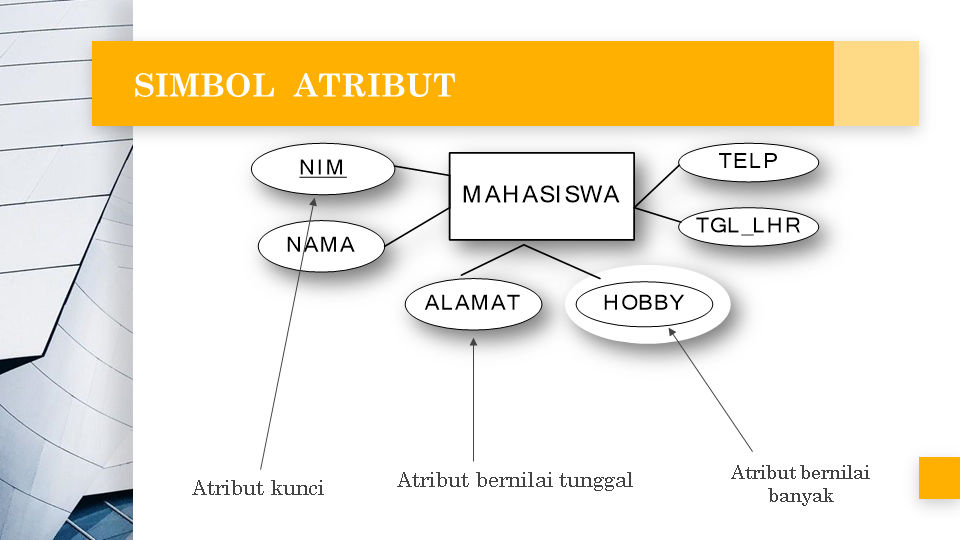 SIMBOL ATRIBUT
NIM
MAHASISWA
TELP
NAMA
TGL_LHR
ALAMAT
HOBBY
Atribut kunci
Atribut bernilai tunggal
Atribut bernilai
banyak